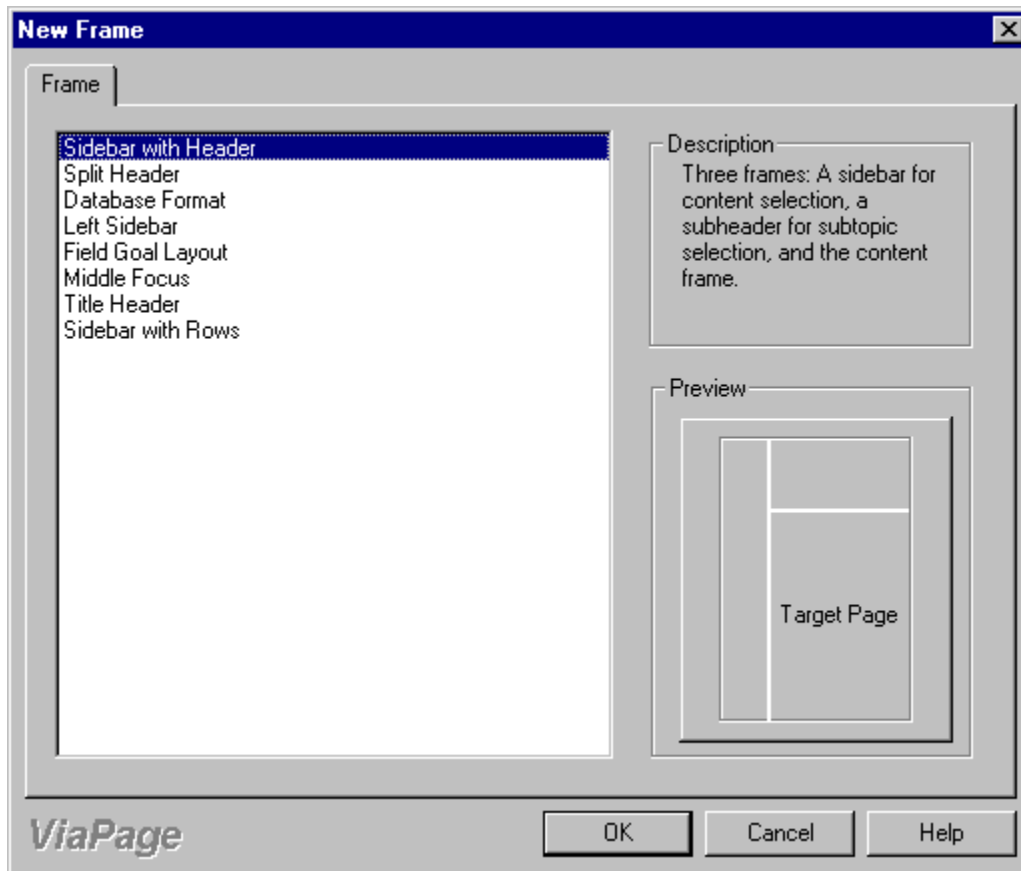 New Frame
Frame
Sidebar with Header
Split Header
Database Format
Left Sidebar
Field Goal Layout
Middle Focus
Title Header
Sidebar with Rows
Description
Three frames: A sidebar for
content selection, a
subheader for subtopic
selection, and the content
frame.
Preview
Target Page
ViaPage
OK
Cancel
Help